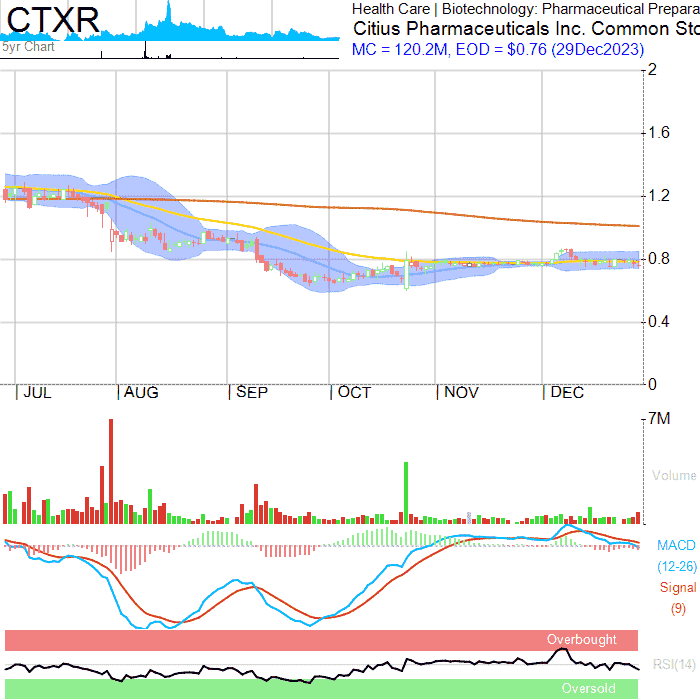 CTXR
5yr Chart
Health Care | Biotechnology: Pharmaceutical Prepara
Citius Pharmaceuticals Inc. Common Sto
MC = 120.2M, EOD = $0.76 (29Dec2023)
2
1.6
1.2
0.8
0.4
0
| JUL | AUG | SEP | OCT | NOV | DEC
7M
Volume
MACD
(12-26)
Signal
(9)
Overbought
RSI(14)
Oversold